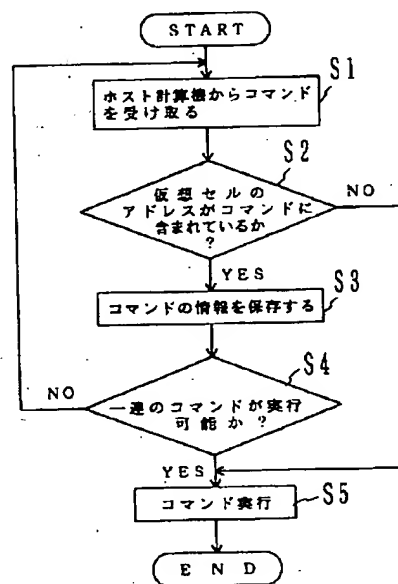 START
S1
ホスト計算機からコマンド
を受け取る
S2
仮想セルの
アドレスがコマンドに
含まれているか
?
NO
YES
S3
コマンドの情報を保存する
S4
NO
一連のコマンドが実行
可能か?
YES
S5
コマンド実行
END